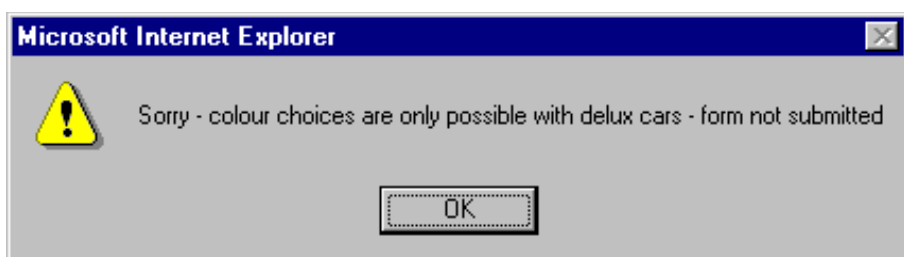 Microsoft Internet Explorer
Sorry - colour choices are only possible with delux cars - form not submitted
OK